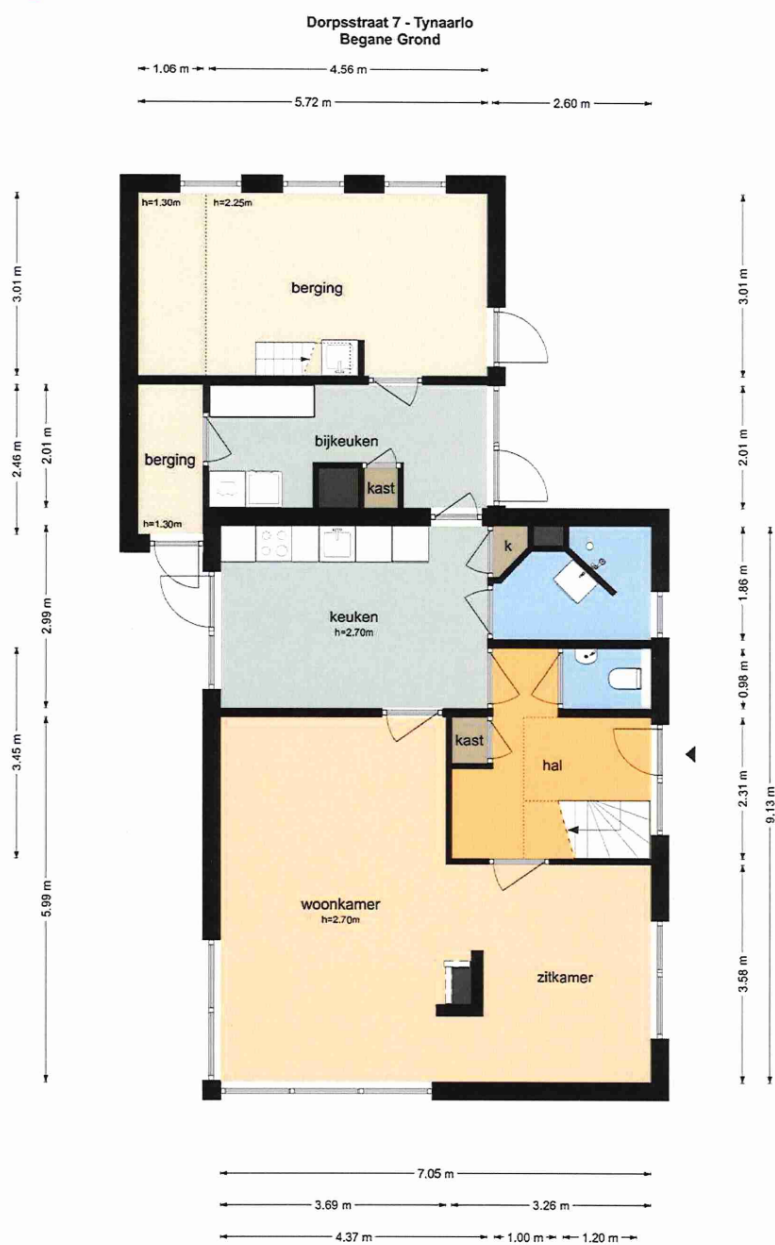 Dorpsstraat 7 - Tynaarlo
Begane Grond
1.06 m
4.56 m
5.72 m
2.60 m
h=1.30m
h=2.25m
3.01 m
berging
3.01 m
2.46 m
2.01 m
bijkeuken
berging
kast
2.01 m
h=1.30m
k
2.99 m
keuken
h=2.70m
1.86 m
0.98 m
3.45 m
kast
hal
2.31 m
9.13 m
5.99 m
woonkamer
h=2.70m
zitkamer
3.58 m
7.05 m
3.69 m
3.26 m
4.37 m
1.00 m
1.20 m